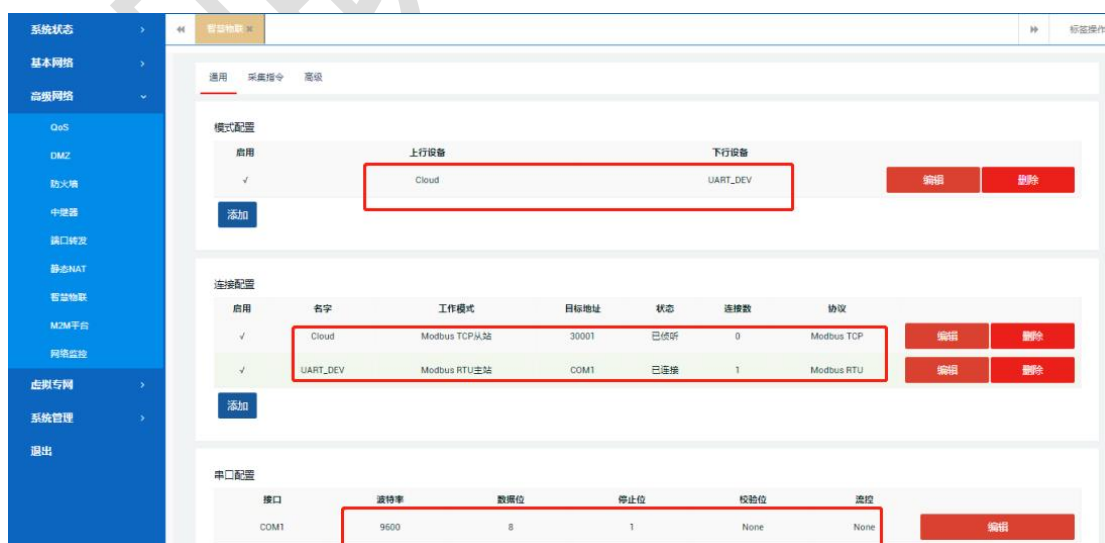 系统状态
基本网络
高级网络
QoS
DMZ
防火墙
中继器
端口转发
静态NAT
智慧物联
M2M平台
网络监控
虚拟专网
系统管理
退出
智慧物联
标签操作
通用 采集指令 高级
模式配置
启用 上行设备 下行设备
√ Cloud UART_DEV 编辑 删除
添加
连接配置
启用 名字 工作模式 目标地址 状态 连接数 协议
√ Cloud Modbus TCP从站 30001 已侦听 0 Modbus TCP 编辑 删除
√ UART_DEV Modbus RTU主站 COM1 已连接 1 Modbus RTU 编辑 删除
添加
串口配置
接口 波特率 数据位 停止位 校验位 流控
COM1 9600 8 1 None None 编辑